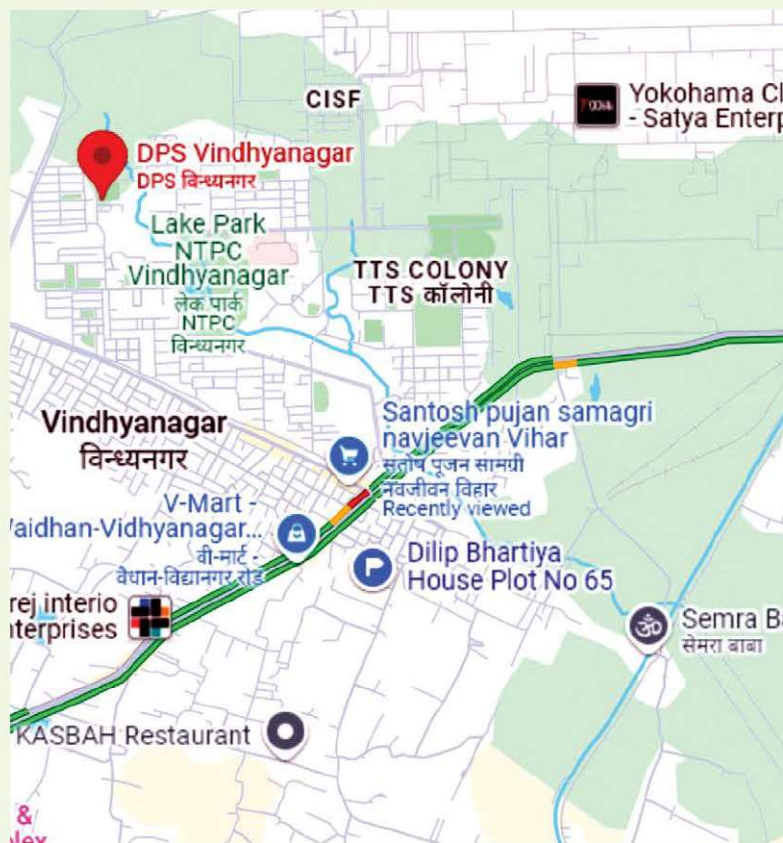 CISF
Yokohama Cl
- Satya Enterp
DPS Vindhyanagar
DPS विन्ध्यनगर
Lake Park
NTPC
Vindhyanagar
लेक पार्क
NTPC
विन्ध्यनगर
TTS COLONY
TTS कॉलोनी
Vindhyanagar
विन्ध्यनगर
Santosh pujan samagri
navjeevan Vihar
संतोष पूजन सामग्री
नवजीवन विहार
Recently viewed
V-Mart -
Vaidhan-Vidhyanagar...
वी-मार्ट -
वेधान-विद्यानगर रोड
Dilip Bhartiya
House Plot No 65
rej interio
nterprises
Semra Ba
सेमरा बाबा
KASBAH Restaurant
&
plex